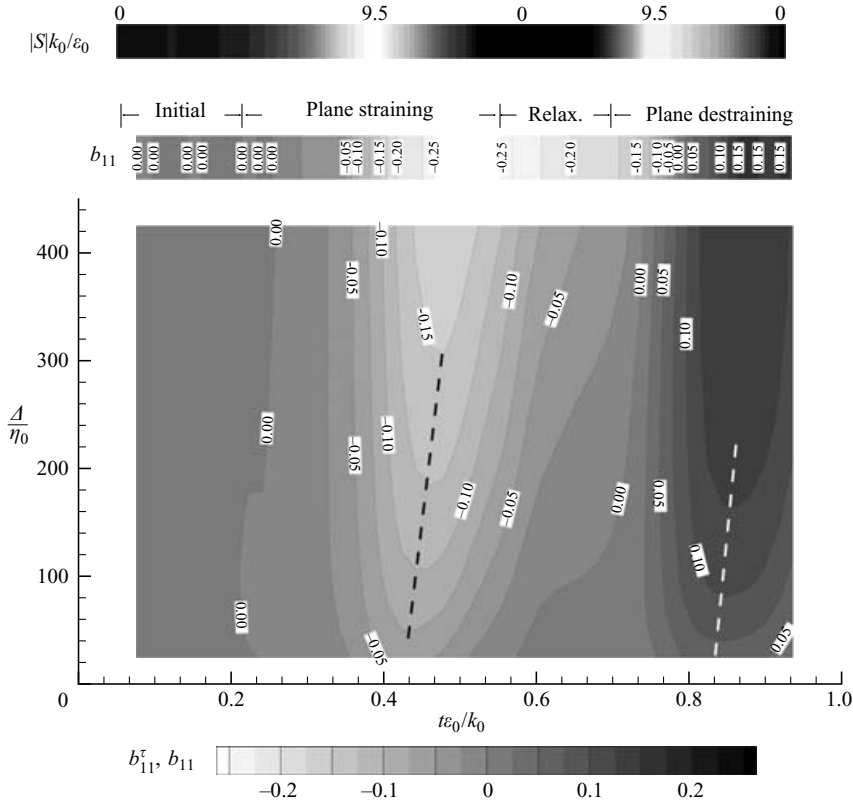 0 9.5 0 9.5 0
|S|k₀/ε₀
Initial Plane straining Relax. Plane destraining
b₁₁
0.00 0.00 0.00 0.00 0.00 0.00 0.00 −0.05 −0.10 −0.15 −0.20 −0.25 −0.25 −0.20 −0.15 −0.10 −0.05 0.00 0.05 0.10 0.15 0.15 0.15
400
0.00 −0.10
−0.05 −0.10 0.00 0.05
−0.05
−0.15 0.10
300
Δ/η₀
0.00 −0.10
−0.05
200
−0.10 −0.05 0.00 0.05
100
0.10
0.00
−0.05 0.05
0 0.2 0.4 0.6 0.8 1.0
tε₀/k₀
b₁₁^τ, b₁₁
−0.2 −0.1 0 0.1 0.2